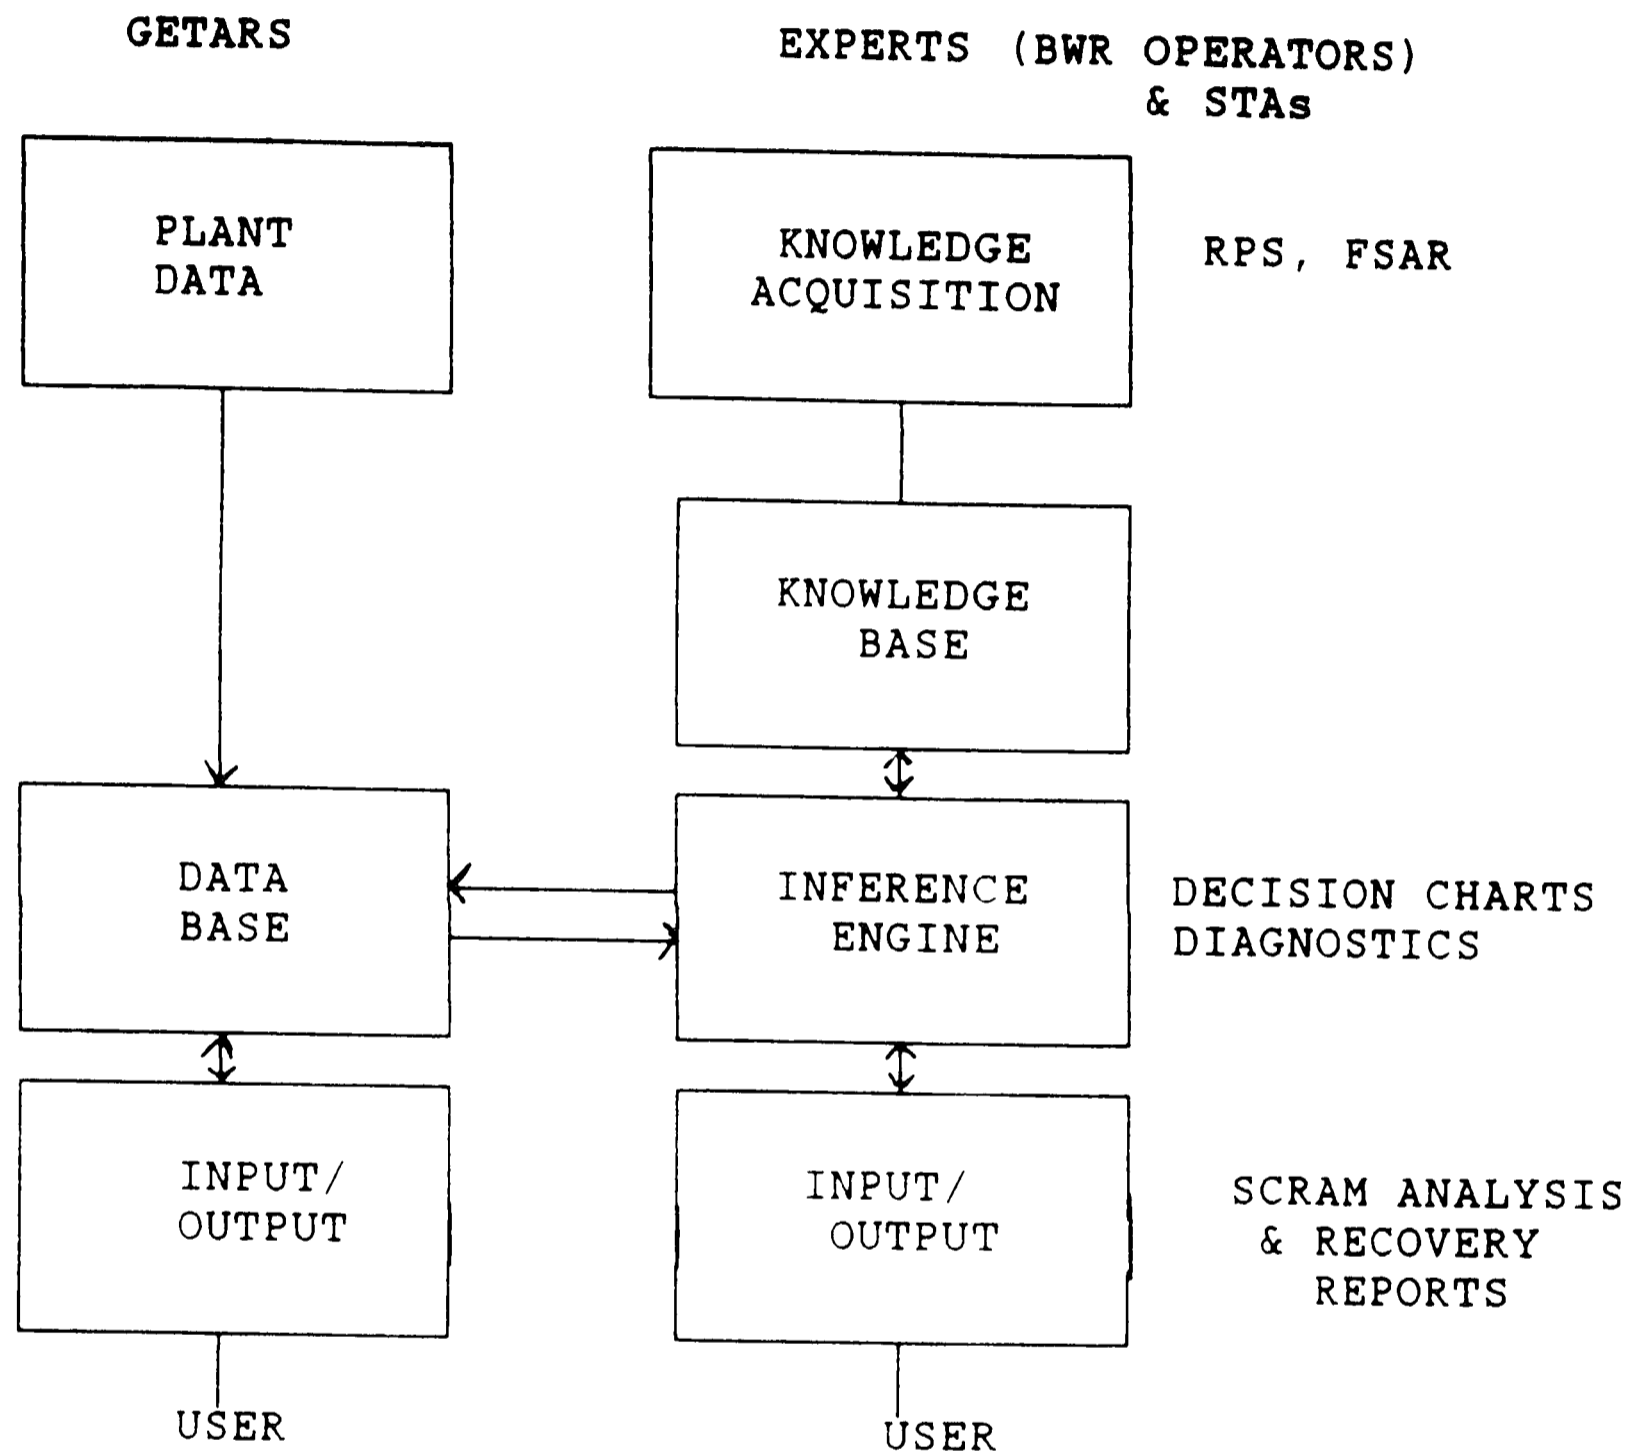 GETARS
EXPERTS (BWR OPERATORS)
& STAs
PLANT
DATA
KNOWLEDGE
ACQUISITION
RPS, FSAR
KNOWLEDGE
BASE
DATA
BASE
INFERENCE
ENGINE
DECISION CHARTS
DIAGNOSTICS
INPUT/
OUTPUT
INPUT/
OUTPUT
SCRAM ANALYSIS
& RECOVERY
REPORTS
USER
USER